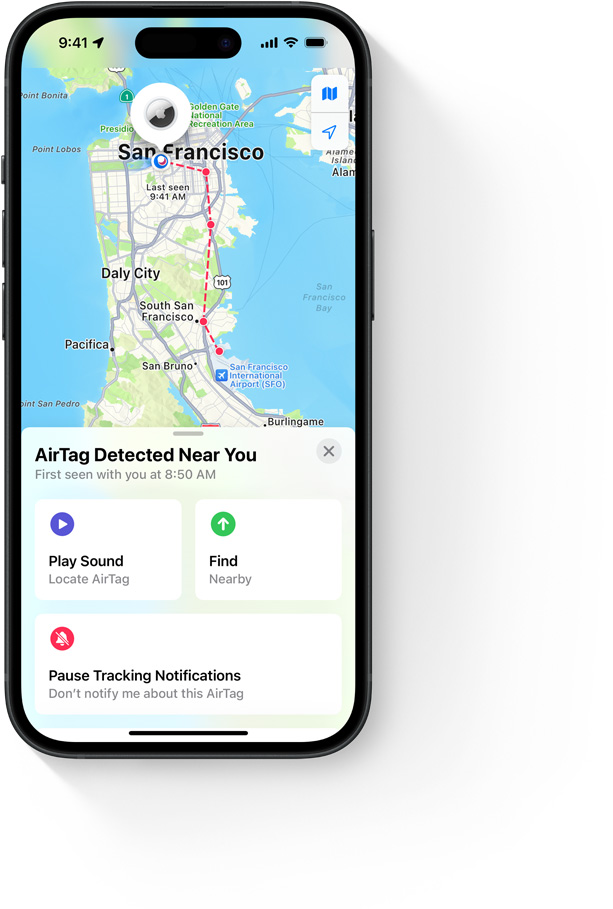 9:41
Point Bonita
1
Golden Gate
National
Recreation Area
Presidio
Point Lobos
San Francisco
Alameda
Island
Alam
Last seen
9:41 AM
Daly City
101
South San
Francisco
San
Francisco
Bay
Pacifica
San Bruno
San Francisco
International
Airport (SFO)
Point San Pedro
Burlingame
AirTag Detected Near You
First seen with you at 8:50 AM
Play Sound
Locate AirTag
Find
Nearby
Pause Tracking Notifications
Don't notify me about this AirTag